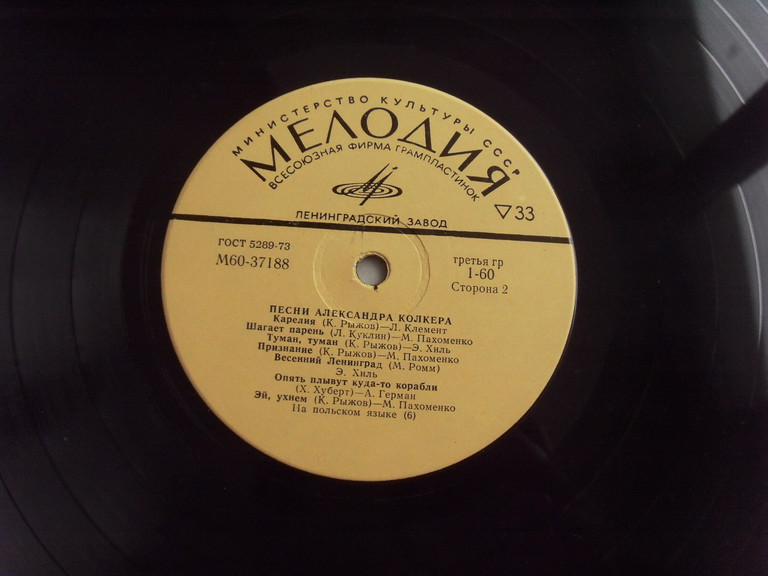 МИНИСТЕРСТВО КУЛЬТУРЫ СССР
МЕЛОДИЯ
ВСЕСОЮЗНАЯ ФИРМА ГРАМПЛАСТИНОК
ЛЕНИНГРАДСКИЙ ЗАВОД
▽33
ГОСТ 5289-73
М60-37188
третья гр
1-60
Сторона 2
ПЕСНИ АЛЕКСАНДРА КОЛКЕРА
Карелия (К. Рыжов)—Л. Клемент
Шагает парень (Л. Куклин)—М. Пахоменко
Туман, туман (К. Рыжов)—Э. Хиль
Признание (К. Рыжов)—М. Пахоменко
Весенний Ленинград (М. Ромм)
Э. Хиль
Опять плывут куда-то корабли
(Х. Хуберт)—А. Герман
Эй, ухнем (К. Рыжов)—М. Пахоменко
На польском языке (6)